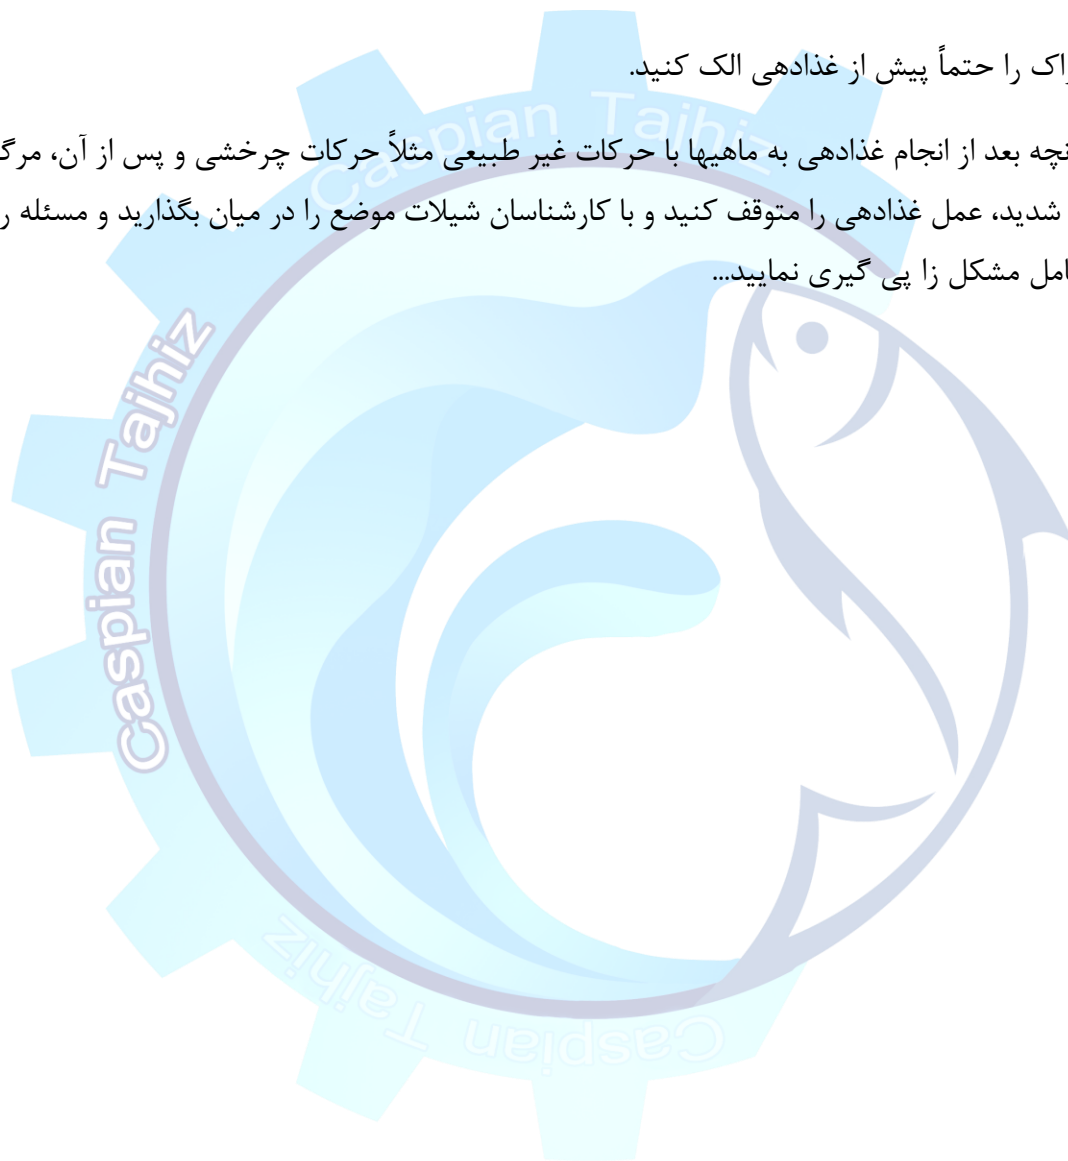 اک را حتماً پیش از غذادهی الک کنید.
نچه بعد از انجام غذادهی به ماهیها با حرکات غیر طبیعی مثلاً حرکات چرخشی و پس از آن، مرگ
شدید، عمل غذادهی را متوقف کنید و با کارشناسان شیلات موضع را در میان بگذارید و مسئله ر
امل مشکل زا پی گیری نمایید...
Caspian Tajhiz
Caspian Tajhiz
Caspian Tajhiz